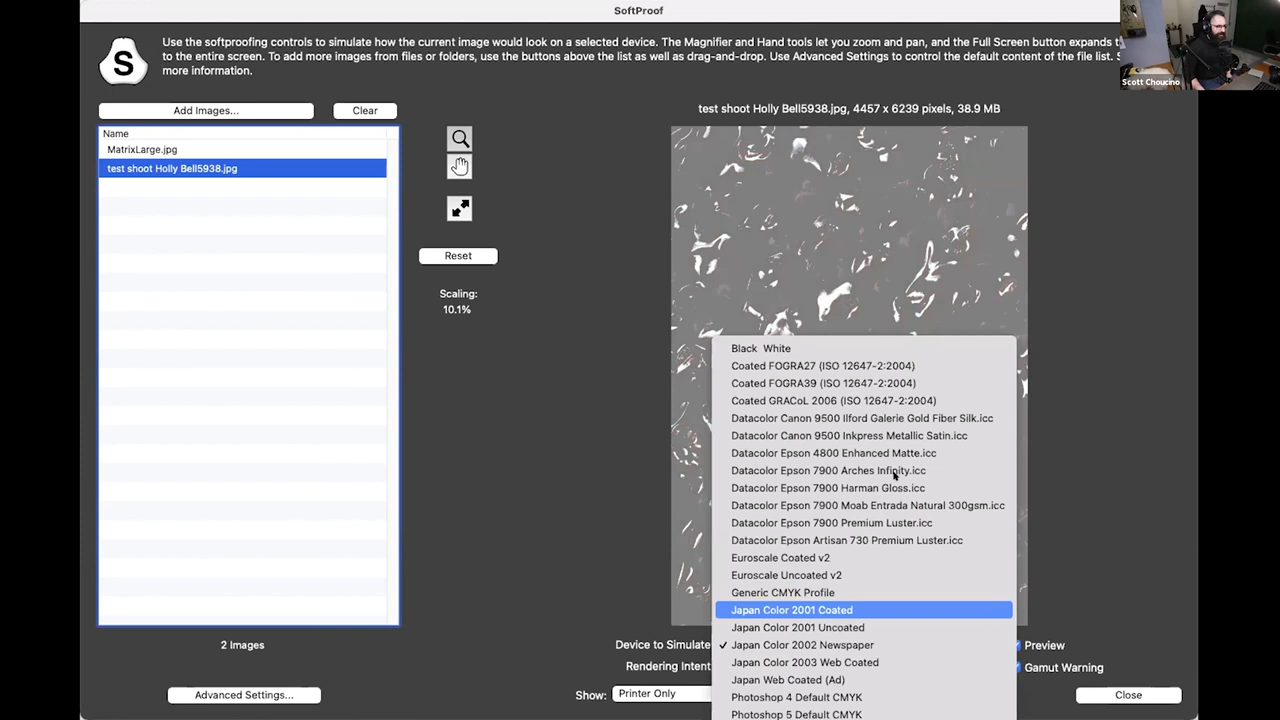 SoftProof
Scott Choucino
S
Use the softproofing controls to simulate how the current image would look on a selected device. The Magnifier and Hand tools let you zoom and pan, and the Full Screen button expands
to the entire screen. To add more images from files or folders, use the buttons above the list as well as drag-and-drop. Use Advanced Settings to control the default content of the file list.
more information.
Add Images...
Clear
test shoot Holly Bell5938.jpg, 4457 x 6239 pixels, 38.9 MB
Name
MatrixLarge.jpg
test shoot Holly Bell5938.jpg
Reset
Scaling:
10.1%
Black White
Coated FOGRA27 (ISO 12647-2:2004)
Coated FOGRA39 (ISO 12647-2:2004)
Coated GRACoL 2006 (ISO 12647-2:2004)
Datacolor Canon 9500 Ilford Galerie Gold Fiber Silk.icc
Datacolor Canon 9500 Inkpress Metallic Satin.icc
Datacolor Epson 4800 Enhanced Matte.icc
Datacolor Epson 7900 Arches Infinity.icc
Datacolor Epson 7900 Harman Gloss.icc
Datacolor Epson 7900 Moab Entrada Natural 300gsm.icc
Datacolor Epson 7900 Premium Luster.icc
Datacolor Epson Artisan 730 Premium Luster.icc
Euroscale Coated v2
Euroscale Uncoated v2
Generic CMYK Profile
Japan Color 2001 Coated
Japan Color 2001 Uncoated
Japan Color 2002 Newspaper
Japan Color 2003 Web Coated
Japan Web Coated (Ad)
Photoshop 4 Default CMYK
Photoshop 5 Default CMYK
2 Images
Device to Simulate
Preview
Rendering Intent
Gamut Warning
Advanced Settings...
Show:
Printer Only
Close